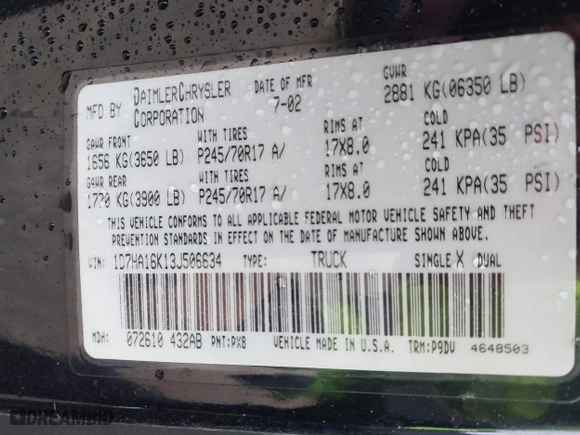 MFD BY DAIMLERCHRYSLER CORPORATION DATE OF MFR 7-02 GVWR 2881 KG(06350 LB)
GAWR FRONT WITH TIRES RIMS AT COLD
1656 KG(3650 LB) P245/70R17 A/ 17X8.0 241 KPA(35 PSI)
GAWR REAR WITH TIRES RIMS AT COLD
1770 KG(3900 LB) P245/70R17 A/ 17X8.0 241 KPA(35 PSI)
THIS VEHICLE CONFORMS TO ALL APPLICABLE FEDERAL MOTOR VEHICLE SAFETY AND THEFT
PREVENTION STANDARDS IN EFFECT ON THE DATE OF MANUFACTURE SHOWN ABOVE.
VIN: 1D7HA16K13J506634 TYPE: TRUCK SINGLE X DUAL
MDH: 072610 432AB PNT:PX8 VEHICLE MADE IN U.S.A. TRM:P9DV 4648503
DREAMBID